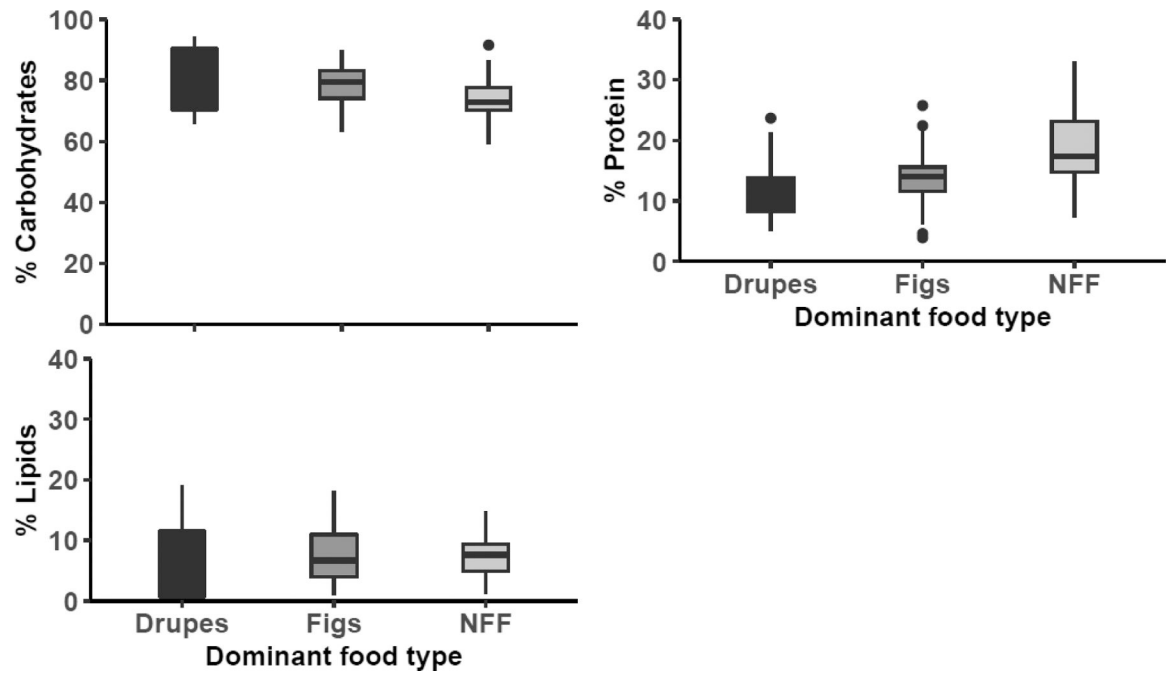 % Carbohydrates
100
80
60
40
20
0
% Protein
40
30
20
10
0
Drupes Figs NFF
Dominant food type
% Lipids
40
30
20
10
0
Drupes Figs NFF
Dominant food type